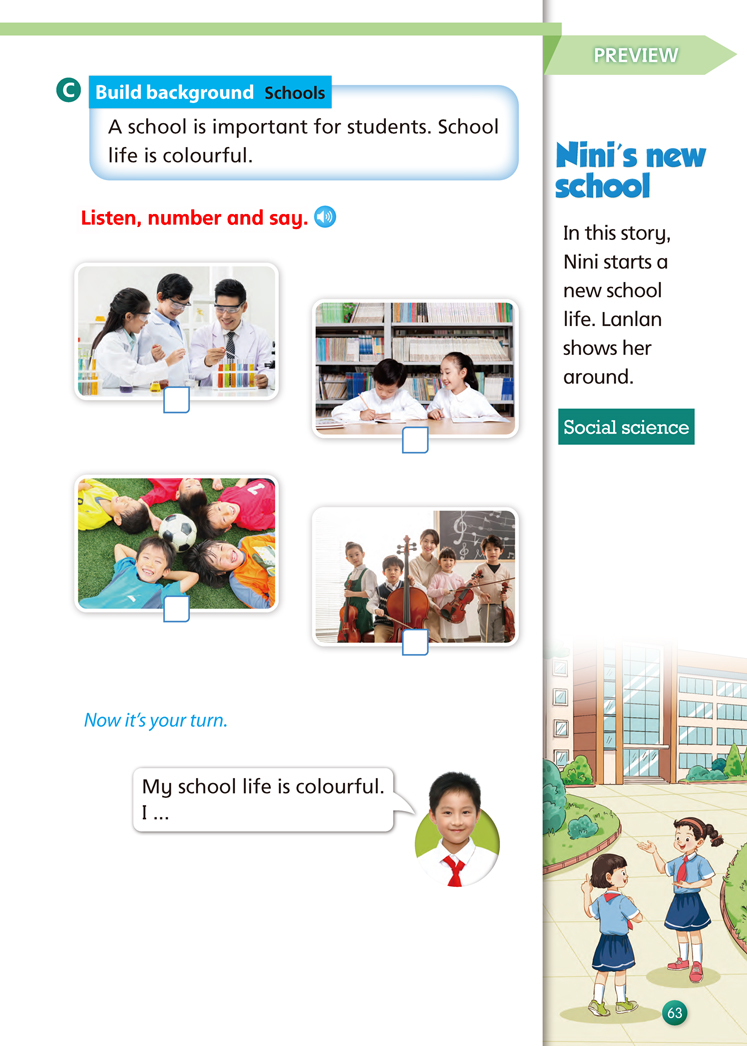 PREVIEW
C
Build background Schools
A school is important for students. School
life is colourful.
Listen, number and say.
Now it's your turn.
My school life is colourful.
I ...
Nini's new
school
In this story,
Nini starts a
new school
life. Lanlan
shows her
around.
Social science
63